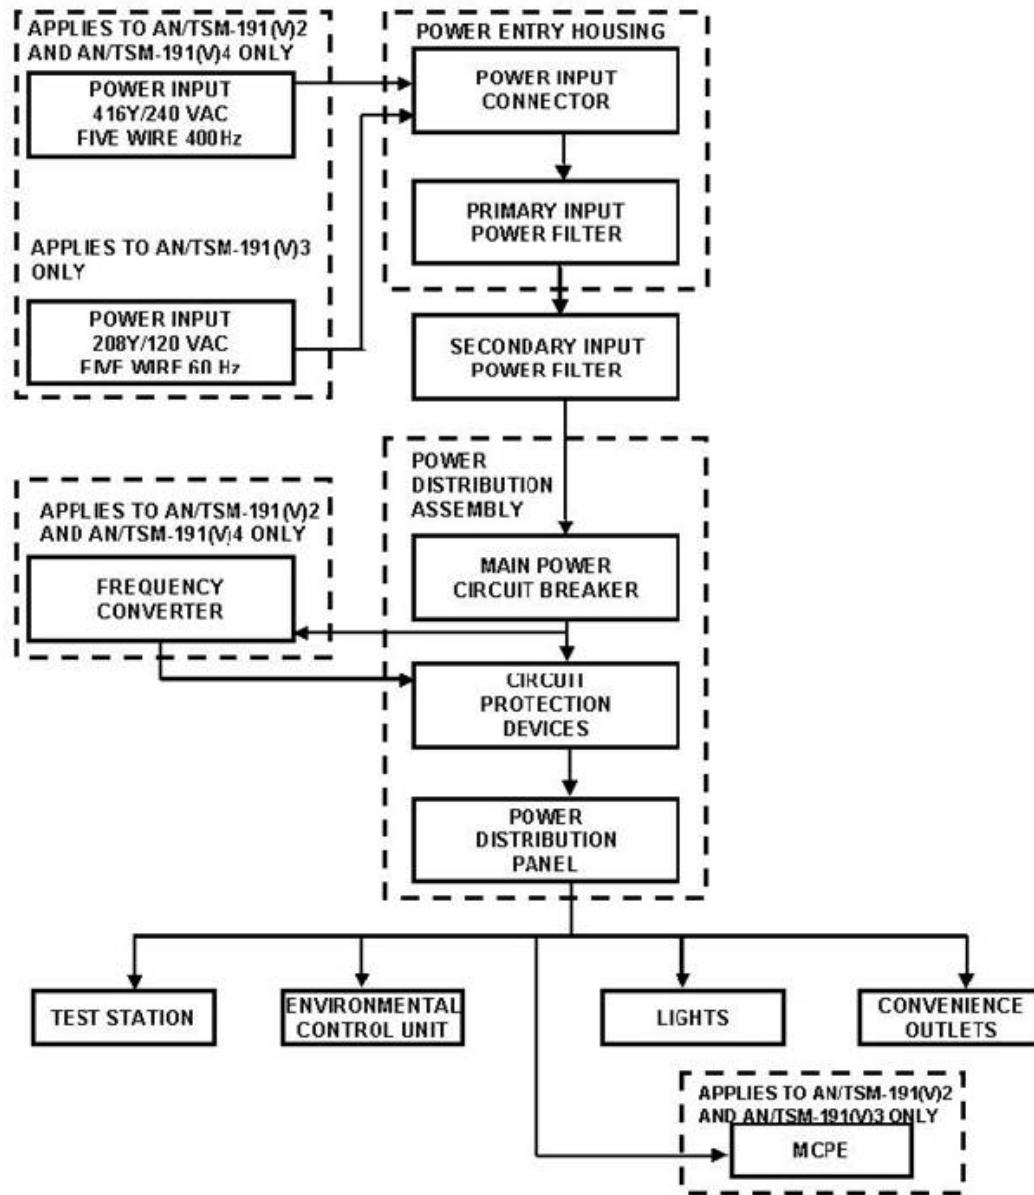 APPLIES TO AN/TSM-191(V)2
AND AN/TSM-191(V)4 ONLY
POWER INPUT
416Y/240 VAC
FIVE WIRE 400Hz
APPLIES TO AN/TSM-191(V)3
ONLY
POWER INPUT
208Y/120 VAC
FIVE WIRE 60 Hz
POWER ENTRY HOUSING
POWER INPUT
CONNECTOR
PRIMARY INPUT
POWER FILTER
SECONDARY INPUT
POWER FILTER
POWER
DISTRIBUTION
ASSEMBLY
MAIN POWER
CIRCUIT BREAKER
APPLIES TO AN/TSM-191(V)2
AND AN/TSM-191(V)4 ONLY
FREQUENCY
CONVERTER
CIRCUIT
PROTECTION
DEVICES
POWER
DISTRIBUTION
PANEL
TEST STATION
ENVIRONMENTAL
CONTROL UNIT
LIGHTS
CONVENIENCE
OUTLETS
APPLIES TO AN/TSM-191(V)2
AND AN/TSM-191(V)3 ONLY
MCPE